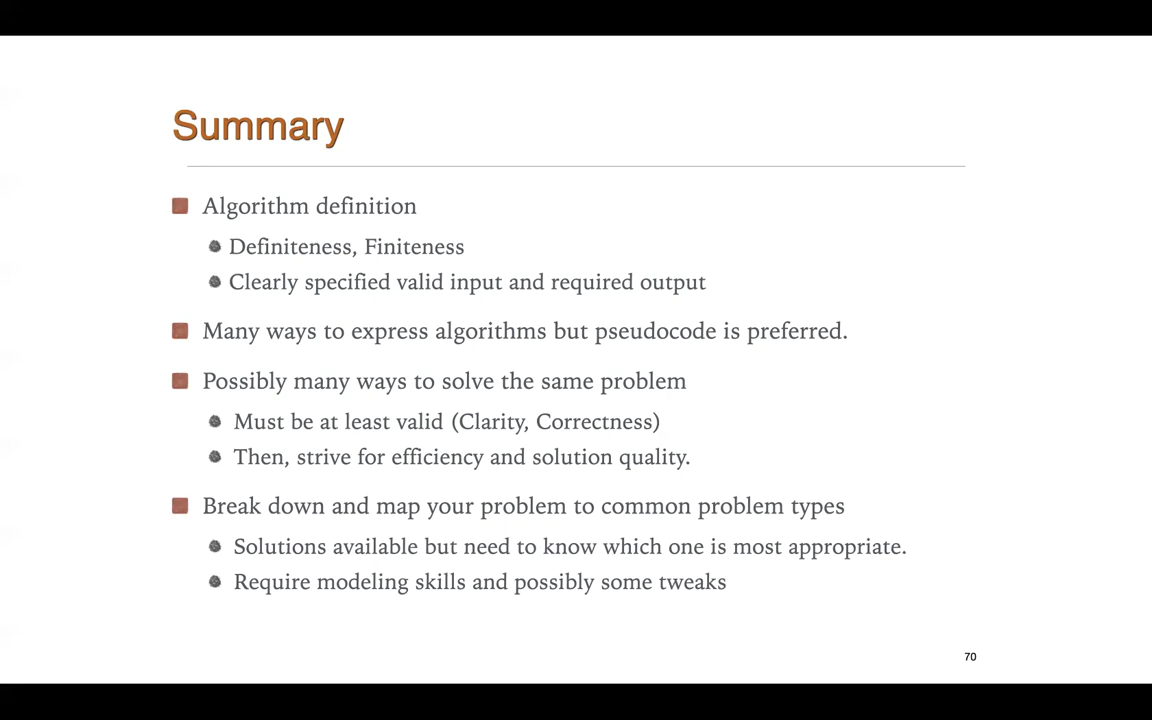 Summary
Algorithm definition
Definiteness, Finiteness
Clearly specified valid input and required output
Many ways to express algorithms but pseudocode is preferred.
Possibly many ways to solve the same problem
Must be at least valid (Clarity, Correctness)
Then, strive for efficiency and solution quality.
Break down and map your problem to common problem types
Solutions available but need to know which one is most appropriate.
Require modeling skills and possibly some tweaks
70